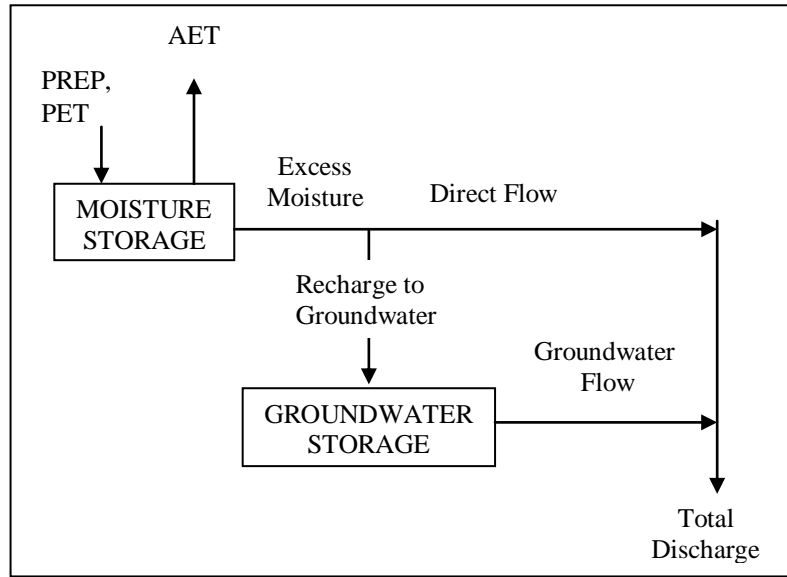 AET
PREP,
PET
Excess
Moisture
Direct Flow
MOISTURE
STORAGE
Recharge to
Groundwater
Groundwater
Flow
GROUNDWATER
STORAGE
Total
Discharge